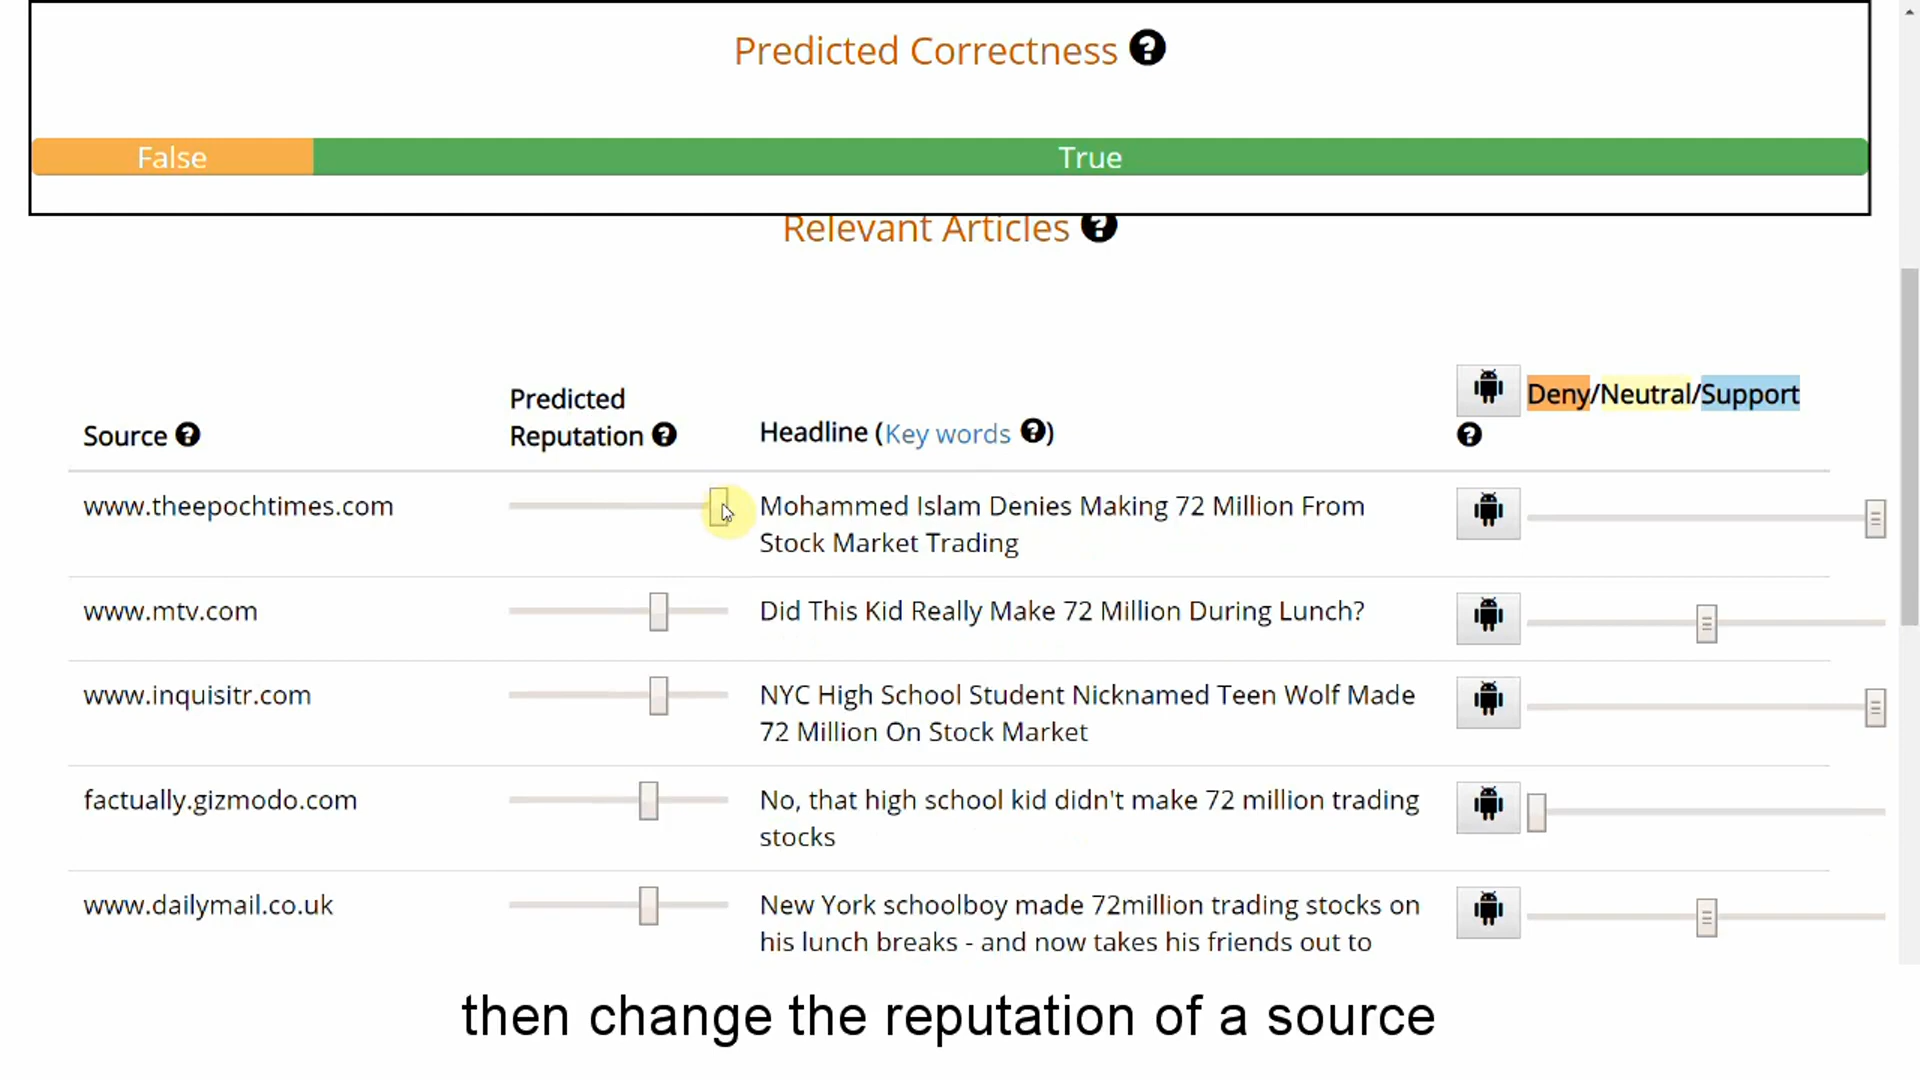 Predicted Correctness ?
False True
Relevant Articles ?
Deny/Neutral/Support
Predicted
Source ? Reputation ? Headline (Key words ?) ?
www.theepochtimes.com Mohammed Islam Denies Making 72 Million From
Stock Market Trading
www.mtv.com Did This Kid Really Make 72 Million During Lunch?
www.inquisitr.com NYC High School Student Nicknamed Teen Wolf Made
72 Million On Stock Market
factually.gizmodo.com No, that high school kid didn't make 72 million trading
stocks
www.dailymail.co.uk New York schoolboy made 72million trading stocks on
his lunch breaks - and now takes his friends out to
then change the reputation of a source